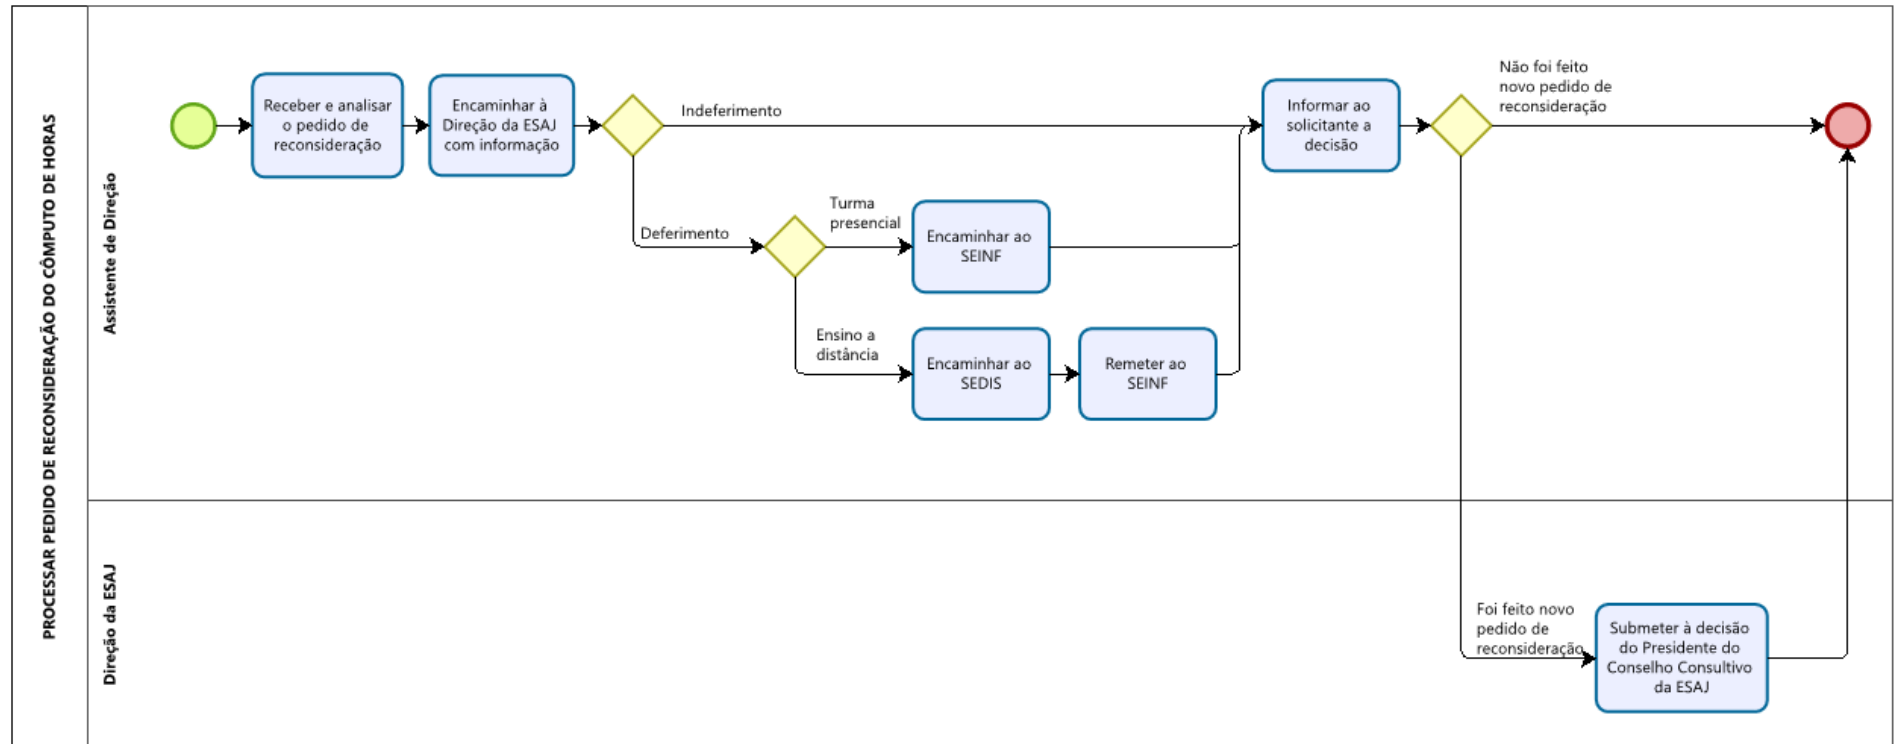 PROCESSAR PEDIDO DE RECONSIDERAÇÃO DO CÔMPUTO DE HORAS
Assistente de Direção
Receber e analisar
o pedido de
reconsideração
Encaminhar à
Direção da ESAJ
com informação
Indeferimento
Deferimento
Turma
presencial
Encaminhar ao
SEINF
Ensino a
distância
Encaminhar ao
SEDIS
Remeter ao
SEINF
Informar ao
solicitante a
decisão
Não foi feito
novo pedido de
reconsideração
Direção da ESAJ
Foi feito novo
pedido de
reconsideração
Submeter à decisão
do Presidente do
Conselho Consultivo
da ESAJ